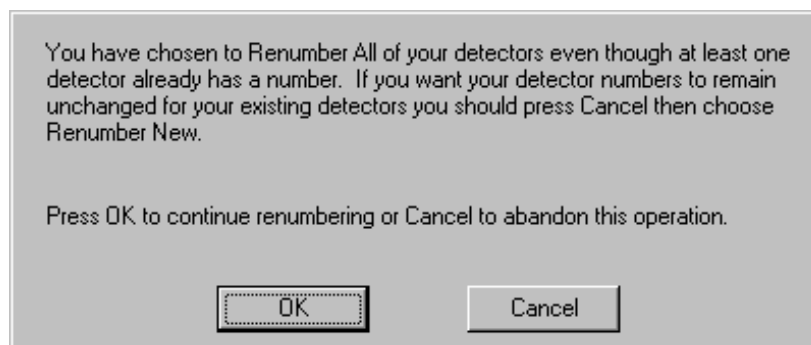 You have chosen to Renumber All of your detectors even though at least one
detector already has a number.  If you want your detector numbers to remain
unchanged for your existing detectors you should press Cancel then choose
Renumber New.
Press OK to continue renumbering or Cancel to abandon this operation.
OK
Cancel